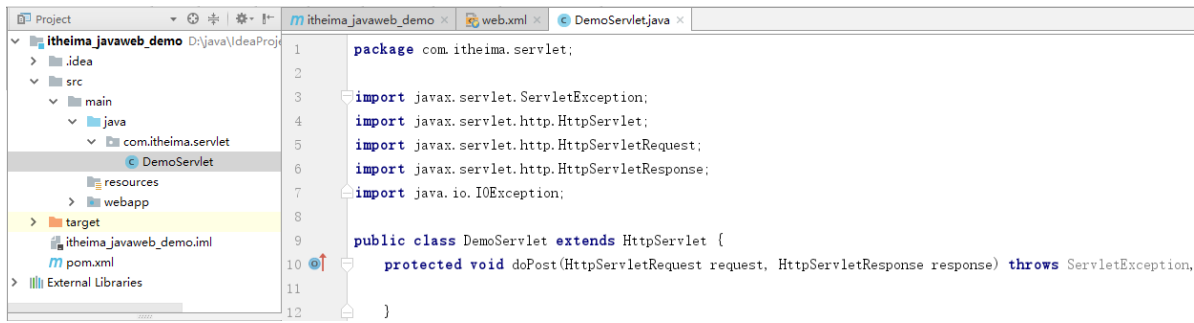 Project
itheima_javaweb_demo
web.xml
DemoServlet.java
itheima_javaweb_demo D:\java\IdeaProje
.idea
src
main
java
com.itheima.servlet
DemoServlet
resources
webapp
target
itheima_javaweb_demo.iml
pom.xml
External Libraries
1 package com.itheima.servlet;
2
3 import javax.servlet.ServletException;
4 import javax.servlet.http.HttpServlet;
5 import javax.servlet.http.HttpServletRequest;
6 import javax.servlet.http.HttpServletResponse;
7 import java.io.IOException;
8
9 public class DemoServlet extends HttpServlet {
10 protected void doPost(HttpServletRequest request, HttpServletResponse response) throws ServletException,
11
12 }